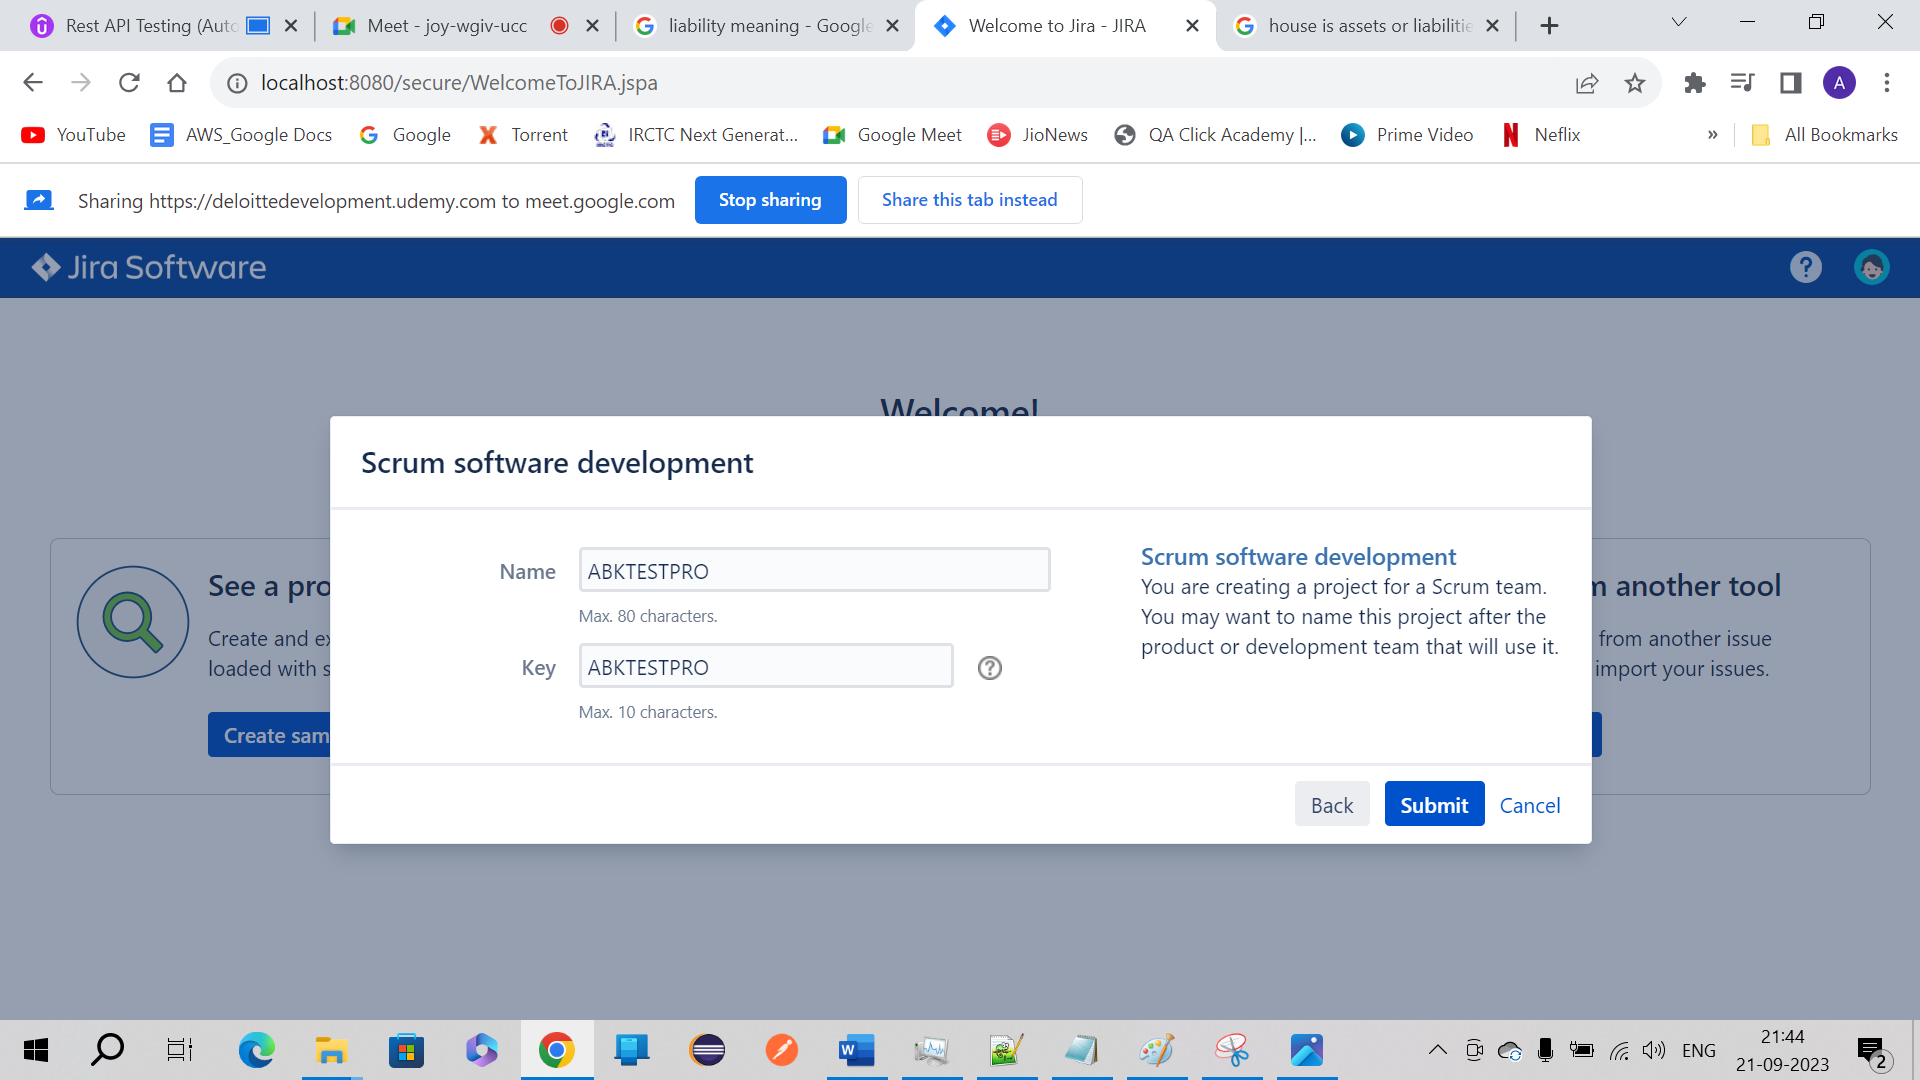 Rest API Testing (Auto
Meet - joy-wgiv-ucc
liability meaning - Google
Welcome to Jira - JIRA
house is assets or liabilitie
localhost:8080/secure/WelcomeToJIRA.jspa
A
YouTube
AWS_Google Docs
Google
Torrent
IRCTC Next Generat...
Google Meet
JioNews
QA Click Academy |...
Prime Video
Neflix
»
All Bookmarks
Sharing https://deloittedevelopment.udemy.com to meet.google.com
Stop sharing
Share this tab instead
Jira Software
Welcome!
Scrum software development
Name
ABKTESTPRO
Max. 80 characters.
Key
ABKTESTPRO
Max. 10 characters.
Scrum software development
You are creating a project for a Scrum team.
You may want to name this project after the
product or development team that will use it.
See a pro
Create and ex
loaded with s
Create sam
n another tool
from another issue
import your issues.
Back
Submit
Cancel
ENG
21:44
21-09-2023
2